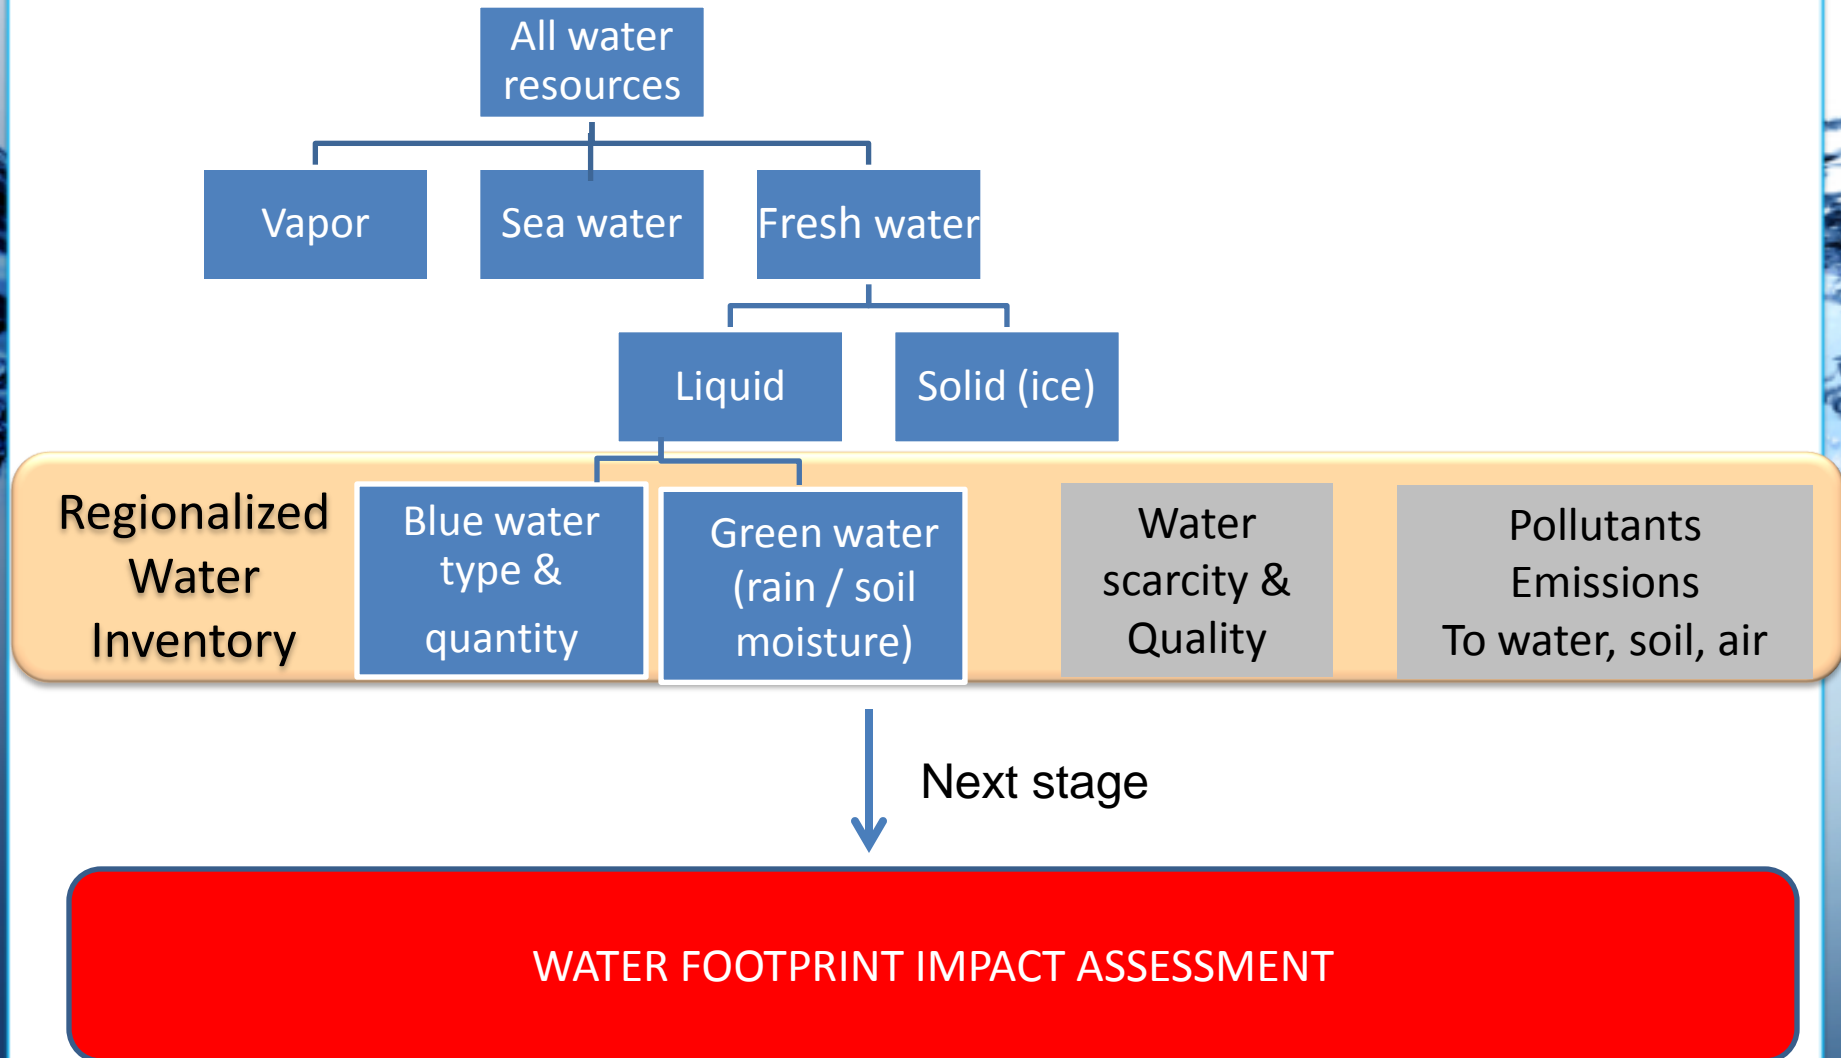 All water
resources
Vapor
Sea water
Fresh water
Liquid
Solid (ice)
Regionalized
Water
Inventory
Blue water
type &
quantity
Green water
(rain / soil
moisture)
Water
scarcity &
Quality
Pollutants
Emissions
To water, soil, air
Next stage
WATER FOOTPRINT IMPACT ASSESSMENT